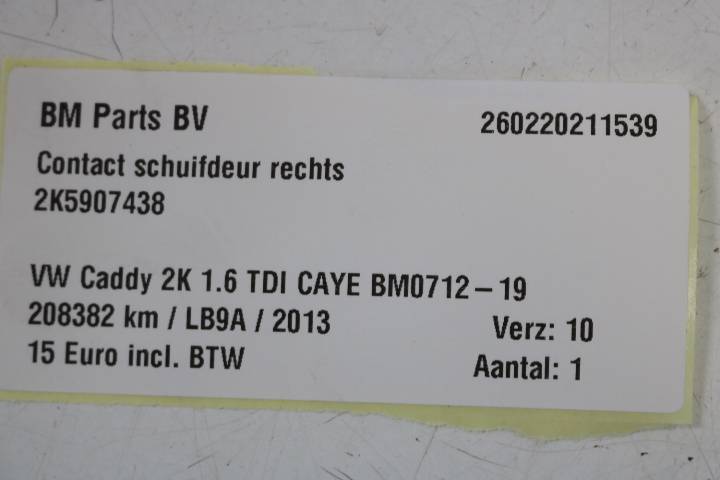 BM Parts BV 260220211539
Contact schuifdeur rechts
2K5907438
VW Caddy 2K 1.6 TDI CAYE BM0712-19
208382 km / LB9A / 2013 Verz: 10
15 Euro incl. BTW Aantal: 1